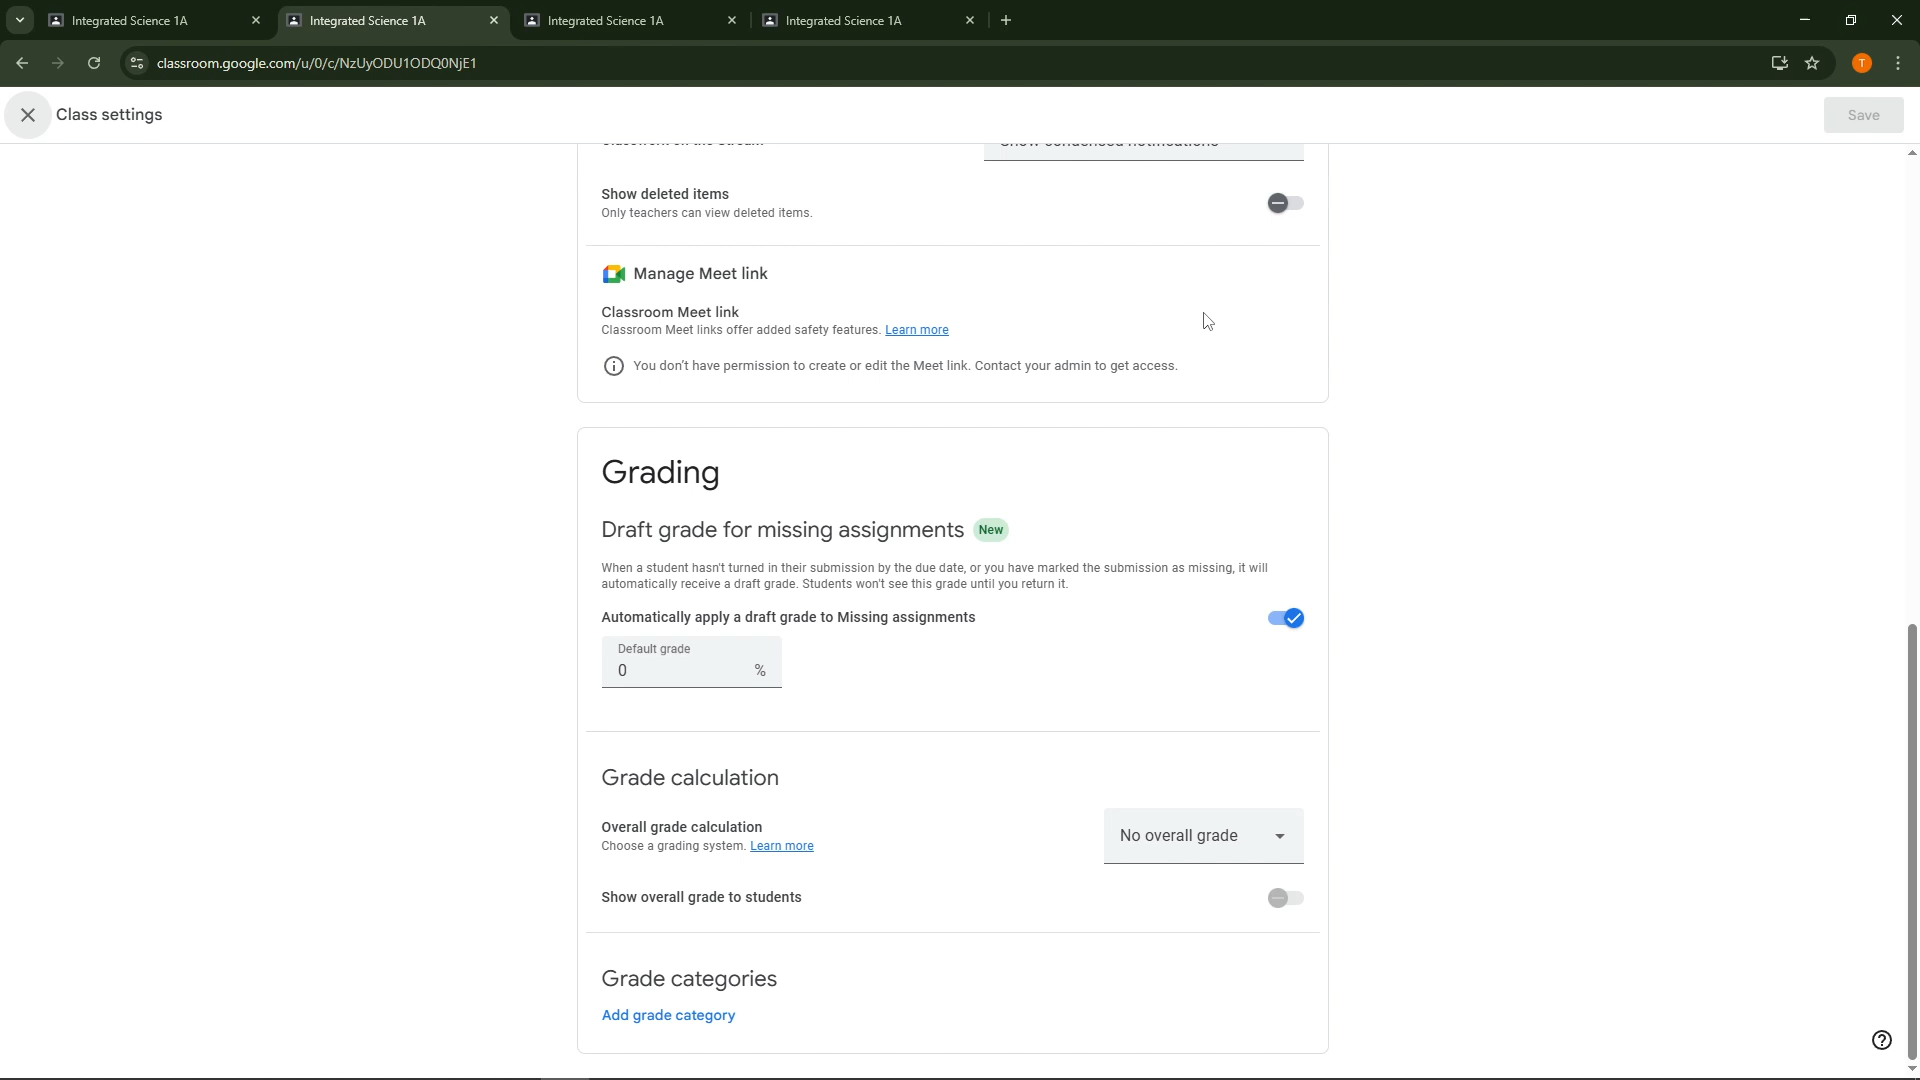 Integrated Science 1A
Integrated Science 1A
Integrated Science 1A
Integrated Science 1A
classroom.google.com/u/0/c/NzUyODU1ODQ0NjE1
T
Class settings
Save
Show deleted items
Only teachers can view deleted items.
Manage Meet link
Classroom Meet link
Classroom Meet links offer added safety features. Learn more
You don't have permission to create or edit the Meet link. Contact your admin to get access.
Grading
Draft grade for missing assignments New
When a student hasn't turned in their submission by the due date, or you have marked the submission as missing, it will
automatically receive a draft grade. Students won't see this grade until you return it.
Automatically apply a draft grade to Missing assignments
Default grade
0 %
Grade calculation
Overall grade calculation
Choose a grading system. Learn more
No overall grade
Show overall grade to students
Grade categories
Add grade category